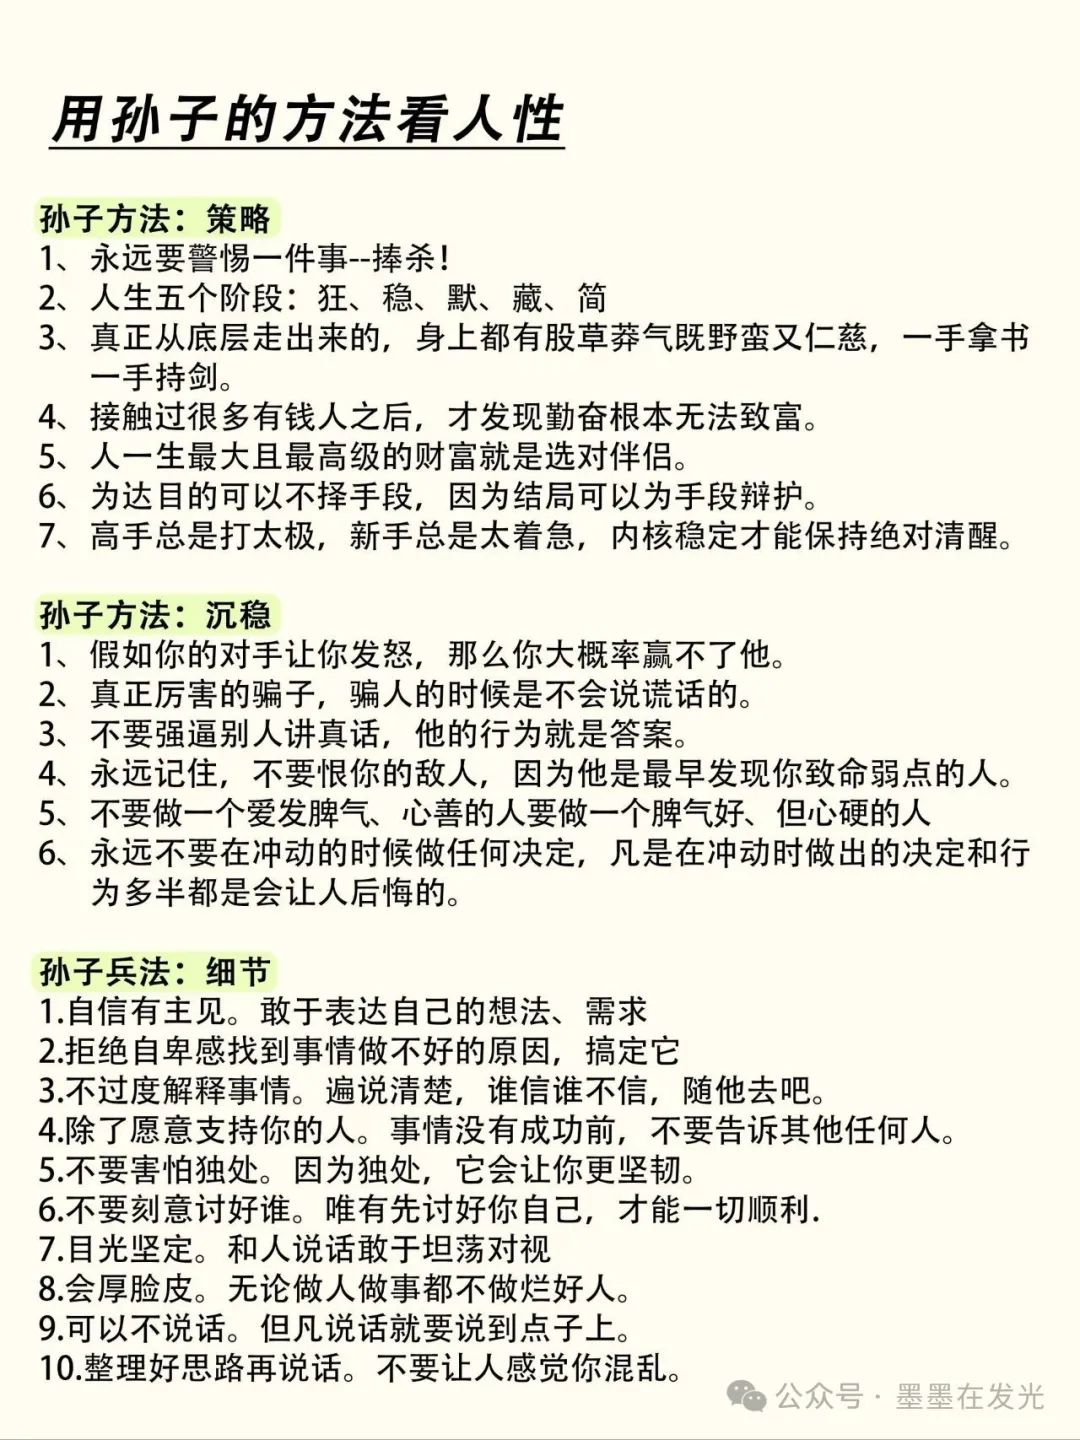 用孙子的方法看人性
孙子方法：策略
1、永远要警惕一件事--捧杀！
2、人生五个阶段：狂、稳、默、藏、简
3、真正从底层走出来的，身上都有股草莽气既野蛮又仁慈，一手拿书
一手持剑。
4、接触过很多有钱人之后，才发现勤奋根本无法致富。
5、人一生最大且最高级的财富就是选对伴侣。
6、为达目的可以不择手段，因为结局可以为手段辩护。
7、高手总是打太极，新手总是太着急，内核稳定才能保持绝对清醒。
孙子方法：沉稳
1、假如你的对手让你发怒，那么你大概率赢不了他。
2、真正厉害的骗子，骗人的时候是不会说谎话的。
3、不要强逼别人讲真话，他的行为就是答案。
4、永远记住，不要恨你的敌人，因为他是最早发现你致命弱点的人。
5、不要做一个爱发脾气、心善的人要做一个脾气好、但心硬的人
6、永远不要在冲动的时候做任何决定，凡是在冲动时做出的决定和行
为多半都是会让人后悔的。
孙子兵法：细节
1.自信有主见。敢于表达自己的想法、需求
2.拒绝自卑感找到事情做不好的原因，搞定它
3.不过度解释事情。遍说清楚，谁信谁不信，随他去吧。
4.除了愿意支持你的人。事情没有成功前，不要告诉其他任何人。
5.不要害怕独处。因为独处，它会让你更坚韧。
6.不要刻意讨好谁。唯有先讨好你自己，才能一切顺利.
7.目光坚定。和人说话敢于坦荡对视
8.会厚脸皮。无论做人做事都不做烂好人。
9.可以不说话。但凡说话就要说到点子上。
10.整理好思路再说话。不要让人感觉你混乱。
公众号·墨墨在发光